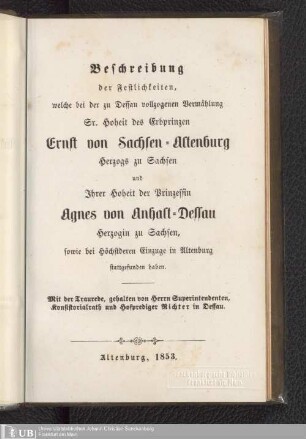 Beschreibung
der Festlichkeiten,
welche bei der zu Dessau vollzogenen Vermählung
Sr. Hoheit des Erbprinzen
Ernst von Sachsen-Altenburg
Herzogs zu Sachsen
und
Ihrer Hoheit der Prinzessin
Agnes von Anhalt-Dessau
Herzogin zu Sachsen,
sowie bei Höchstderen Einzuge in Altenburg
stattgefunden haben.
Mit der Traurede, gehalten von Herrn Superintendenten,
Konsistorialrath und Hofprediger Richter in Dessau.
Altenburg, 1853.
UB